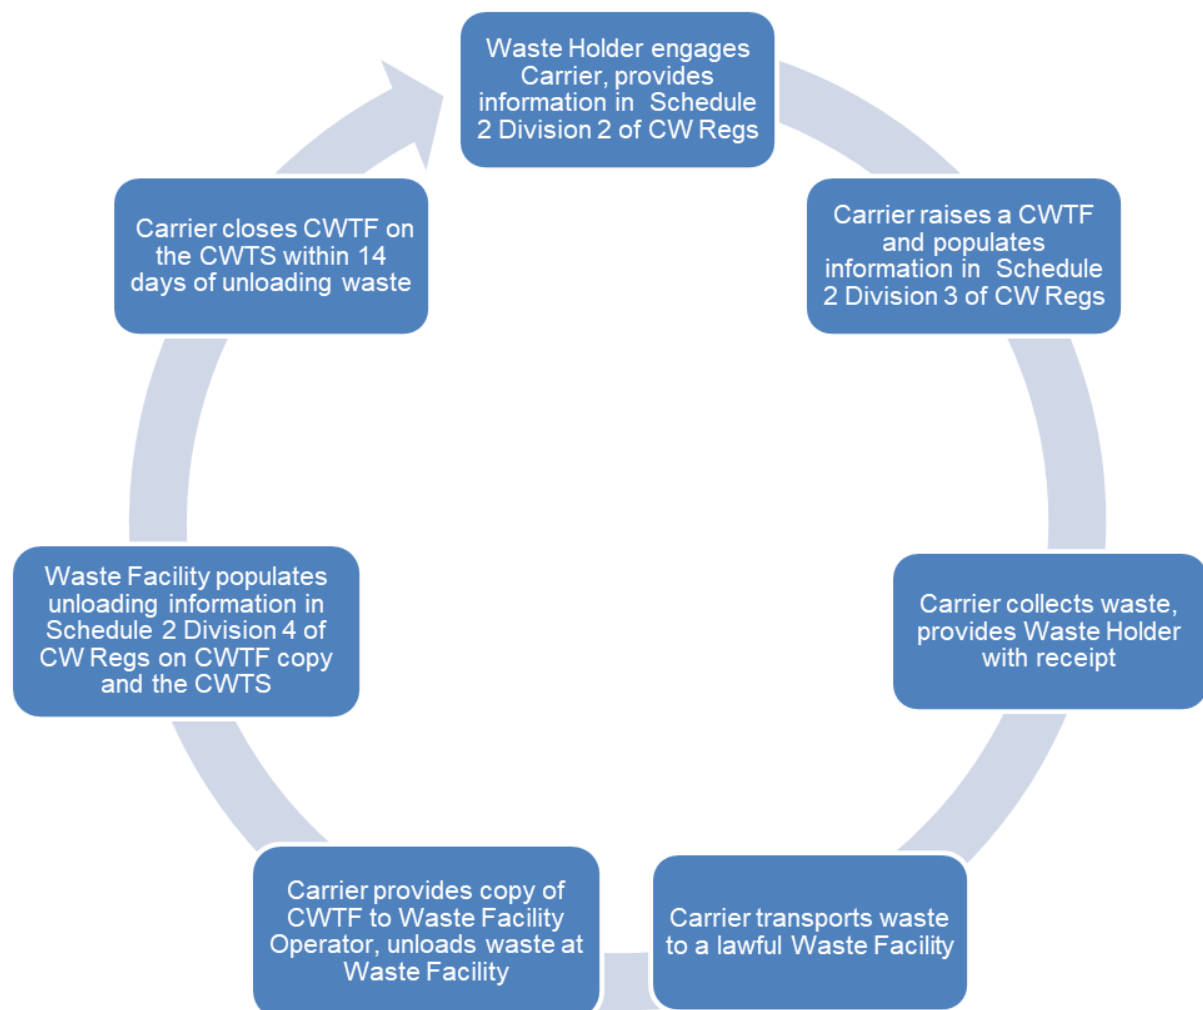 Waste Holder engages
Carrier, provides
information in Schedule
2 Division 2 of CW Regs
Carrier raises a CWTF
and populates
information in Schedule
2 Division 3 of CW Regs
Carrier collects waste,
provides Waste Holder
with receipt
Carrier transports waste
to a lawful Waste Facility
Carrier provides copy of
CWTF to Waste Facility
Operator, unloads waste at
Waste Facility
Waste Facility populates
unloading information in
Schedule 2 Division 4 of
CW Regs on CWTF copy
and the CWTS
Carrier closes CWTF on
the CWTS within 14
days of unloading waste